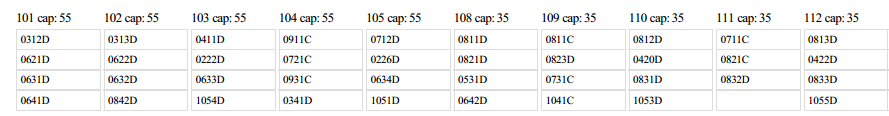 101 cap: 55 102 cap: 55 103 cap: 55 104 cap: 55 105 cap: 55 108 cap: 35 109 cap: 35 110 cap: 35 111 cap: 35 112 cap: 35
0312D 0313D 0411D 0911C 0712D 0811D 0811C 0812D 0711C 0813D
0621D 0622D 0222D 0721C 0226D 0821D 0823D 0420D 0821C 0422D
0631D 0632D 0633D 0931C 0634D 0531D 0731C 0831D 0832D 0833D
0641D 0842D 1054D 0341D 1051D 0642D 1041C 1053D 1055D